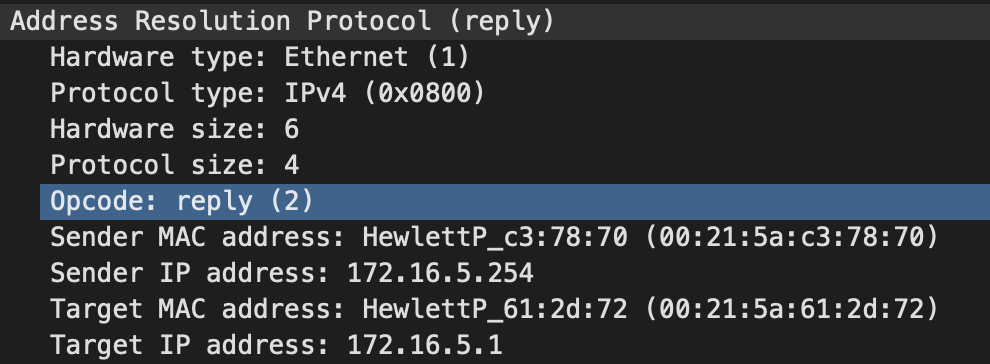 Address Resolution Protocol (reply)
Hardware type: Ethernet (1)
Protocol type: IPv4 (0x0800)
Hardware size: 6
Protocol size: 4
Opcode: reply (2)
Sender MAC address: HewlettP_c3:78:70 (00:21:5a:c3:78:70)
Sender IP address: 172.16.5.254
Target MAC address: HewlettP_61:2d:72 (00:21:5a:61:2d:72)
Target IP address: 172.16.5.1